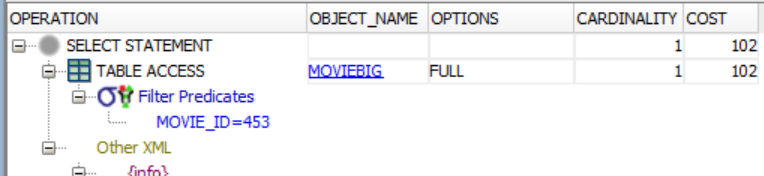 OPERATION OBJECT_NAME OPTIONS CARDINALITY COST
SELECT STATEMENT 1 102
TABLE ACCESS MOVIEBIG FULL 1 102
Filter Predicates
MOVIE_ID=453
Other XML
{info}